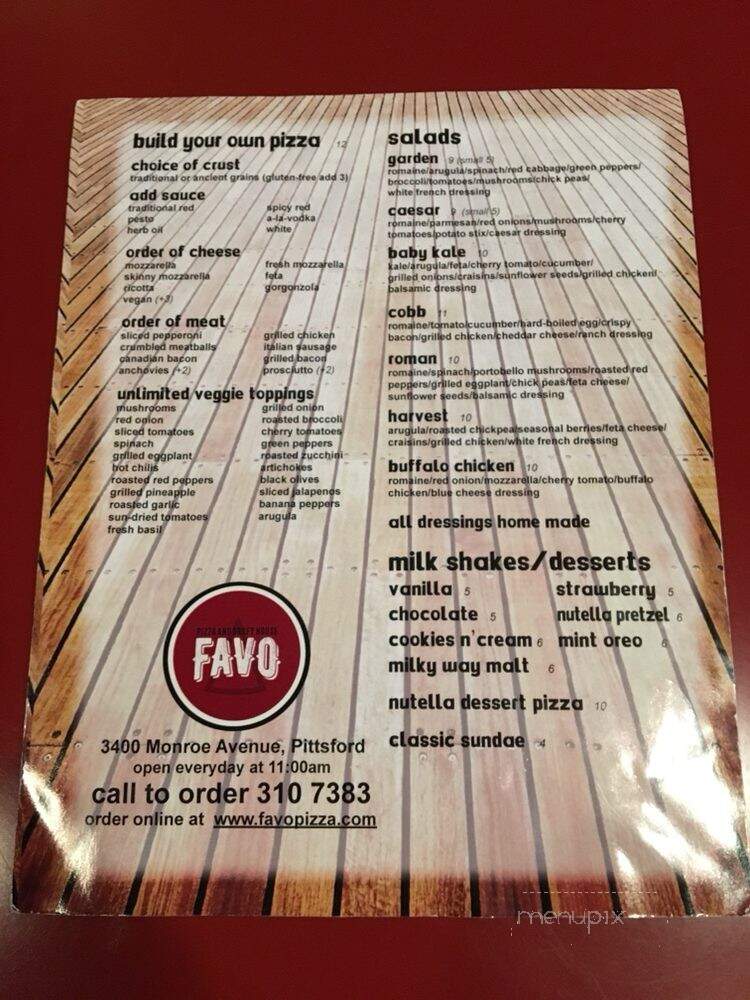 build your own pizza 12
choice of crust
traditional or ancient grains (gluten-free add 3)
add sauce
traditional red
pesto
herb oil
spicy red
a-la-vodka
white
order of cheese
mozzarella
skinny mozzarella
ricotta
vegan (+3)
fresh mozzarella
feta
gorgonzola
order of meat
sliced pepperoni
crumbled meatballs
canadian bacon
anchovies (+2)
grilled chicken
italian sausage
grilled bacon
prosciutto (+2)
unlimited veggie toppings
mushrooms
red onion
sliced tomatoes
spinach
grilled eggplant
hot chilis
roasted red peppers
grilled pineapple
roasted garlic
sun-dried tomatoes
fresh basil
grilled onion
roasted broccoli
cherry tomatoes
green peppers
roasted zucchini
artichokes
black olives
sliced jalapenos
banana peppers
arugula
PIZZA AND HOUSE
FAVO
3400 Monroe Avenue, Pittsford
open everyday at 11:00am
call to order 310 7383
order online at www.favopizza.com
salads
garden 9 (small 5)
romaine/arugula/spinach/red cabbage/green peppers/
broccoli/tomatoes/mushrooms/chick peas/
white french dressing
caesar 9 (small 5)
romaine/parmesan/red onions/mushrooms/cherry
tomatoes/potato stix/caesar dressing
baby kale 10
kale/arugula/feta/cherry tomato/cucumber/
grilled onions/craisins/sunflower seeds/grilled chicken/
balsamic dressing
cobb 11
romaine/tomato/cucumber/hard-boiled egg/crispy
bacon/grilled chicken/cheddar cheese/ranch dressing
roman 10
romaine/spinach/portobello mushrooms/roasted red
peppers/grilled eggplant/chick peas/feta cheese/
sunflower seeds/balsamic dressing
harvest 10
arugula/roasted chickpea/seasonal berries/feta cheese/
craisins/grilled chicken/white french dressing
buffalo chicken 10
romaine/red onion/mozzarella/cherry tomato/buffalo
chicken/blue cheese dressing
all dressings home made
milk shakes/desserts
vanilla 5
strawberry 5
chocolate 5
nutella pretzel 6
cookies n'cream 6
mint oreo 6
milky way malt 6
nutella dessert pizza 10
classic sundae 4
menupix